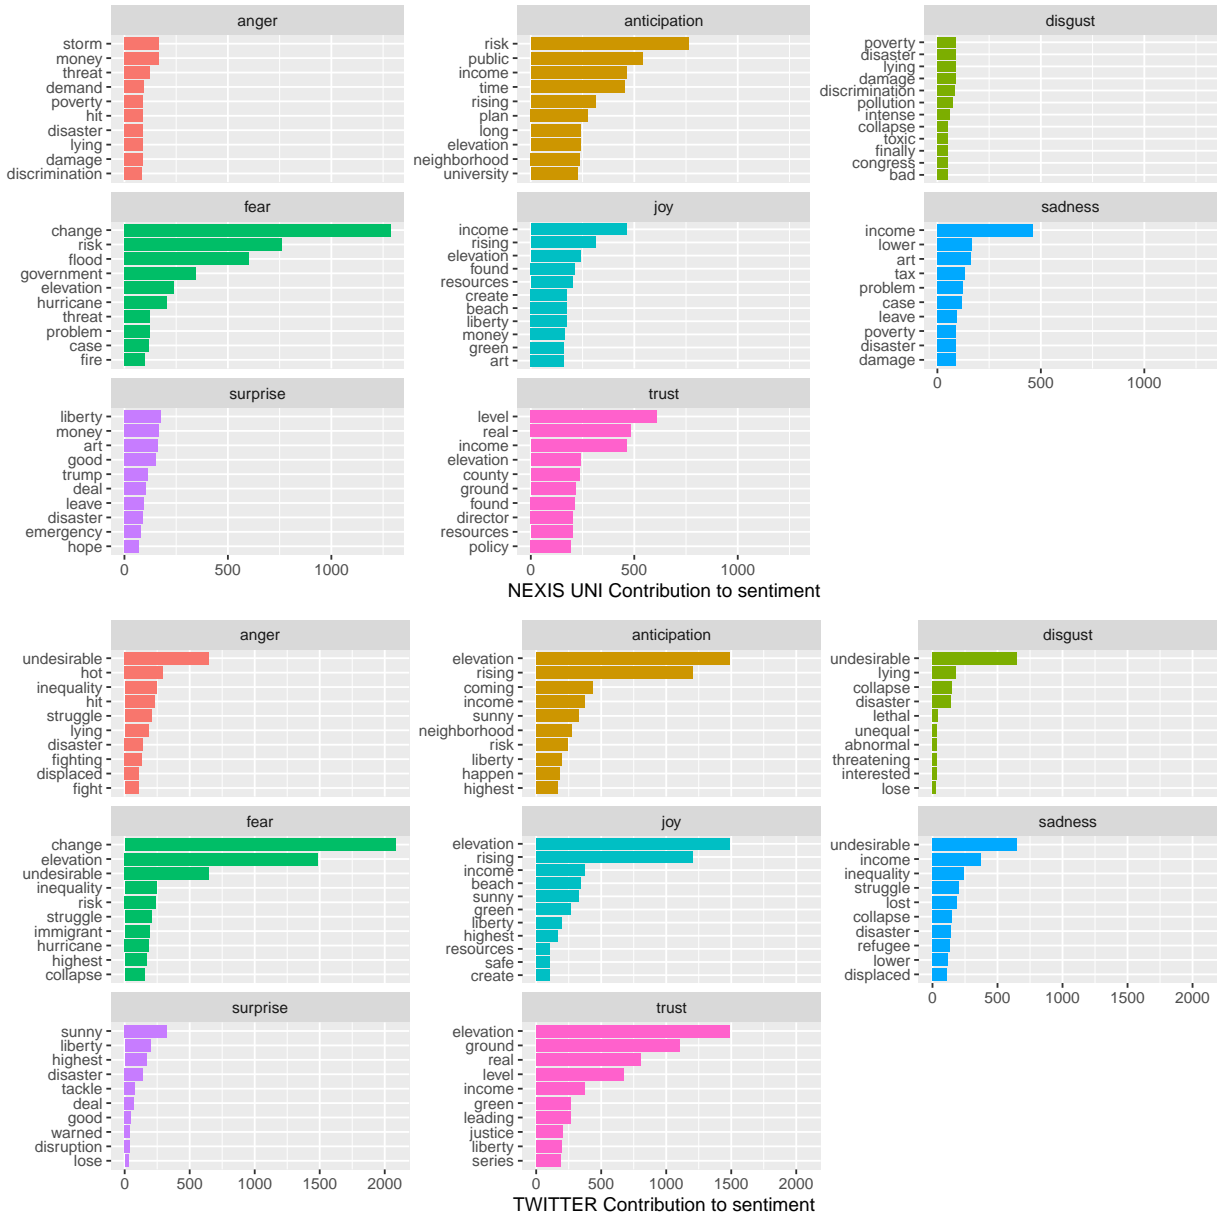 anger
storm
money
threat
demand
poverty
hit
disaster
lying
damage
discrimination
anticipation
risk
public
income
time
rising
plan
long
elevation
neighborhood
university
disgust
poverty
disaster
lying
damage
discrimination
pollution
intense
collapse
toxic
finally
congress
bad
fear
change
risk
flood
government
elevation
hurricane
threat
problem
case
fire
joy
income
rising
elevation
found
resources
create
beach
liberty
money
green
art
sadness
income
lower
art
tax
problem
case
leave
poverty
disaster
damage
0 500 1000
surprise
liberty
money
art
good
trump
deal
leave
disaster
emergency
hope
0 500 1000
trust
level
real
income
elevation
county
ground
found
director
resources
policy
0 500 1000
NEXIS UNI Contribution to sentiment
anger
undesirable
hot
inequality
hit
struggle
lying
disaster
fighting
displaced
fight
anticipation
elevation
rising
coming
income
sunny
neighborhood
risk
liberty
happen
highest
disgust
undesirable
lying
collapse
disaster
lethal
unequal
abnormal
threatening
interested
lose
fear
change
elevation
undesirable
inequality
risk
struggle
immigrant
hurricane
highest
collapse
joy
elevation
rising
income
beach
sunny
green
liberty
highest
resources
safe
create
sadness
undesirable
income
inequality
struggle
lost
collapse
disaster
refugee
lower
displaced
0 500 1000 1500 2000
surprise
sunny
liberty
highest
disaster
tackle
deal
good
warned
disruption
lose
0 500 1000 1500 2000
trust
elevation
ground
real
level
income
green
leading
justice
liberty
series
0 500 1000 1500 2000
TWITTER Contribution to sentiment